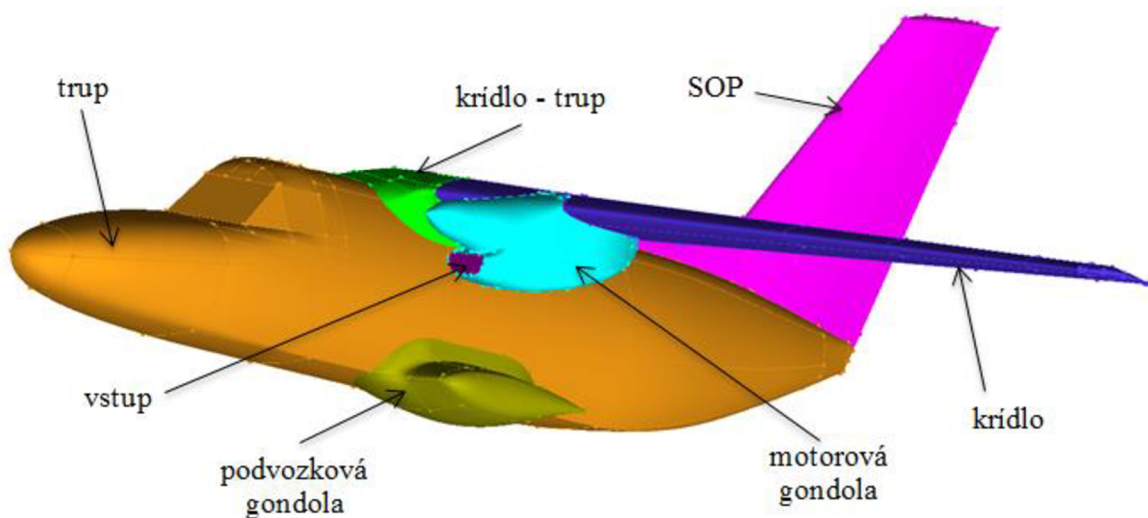 trup
krídlo - trup
SOP
vstup
podvozková
gondola
motorová
gondola
krídlo